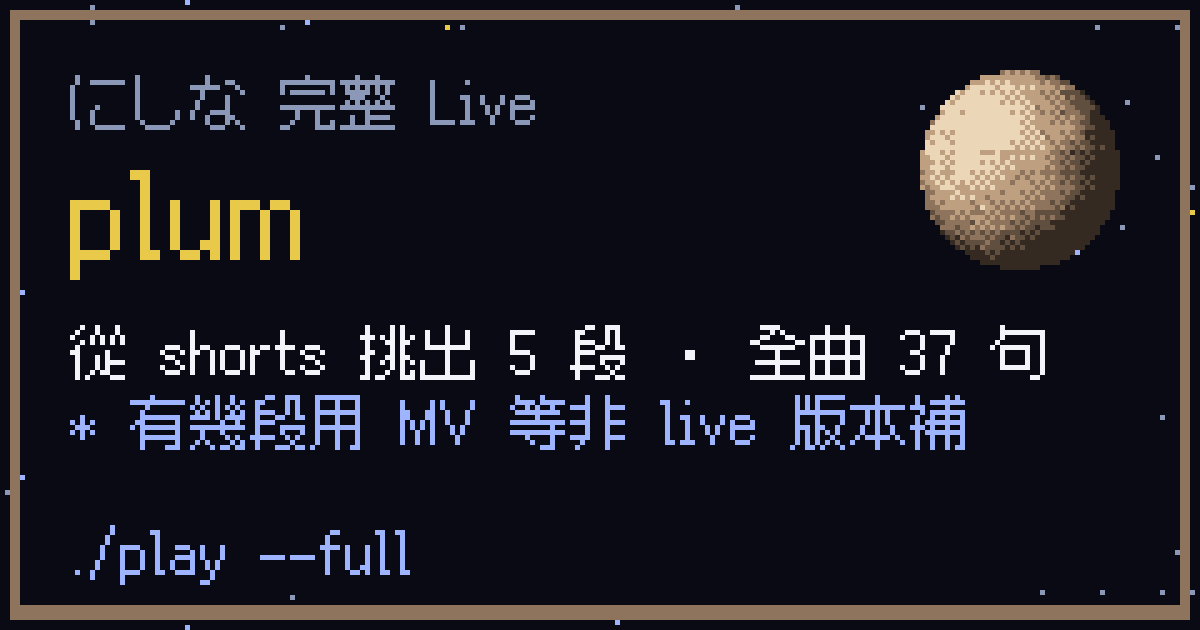 にしな 完整 Live
plum
從 shorts 挑出 5 段 · 全曲 37 句
* 有幾段用 MV 等非 live 版本補
./play --full